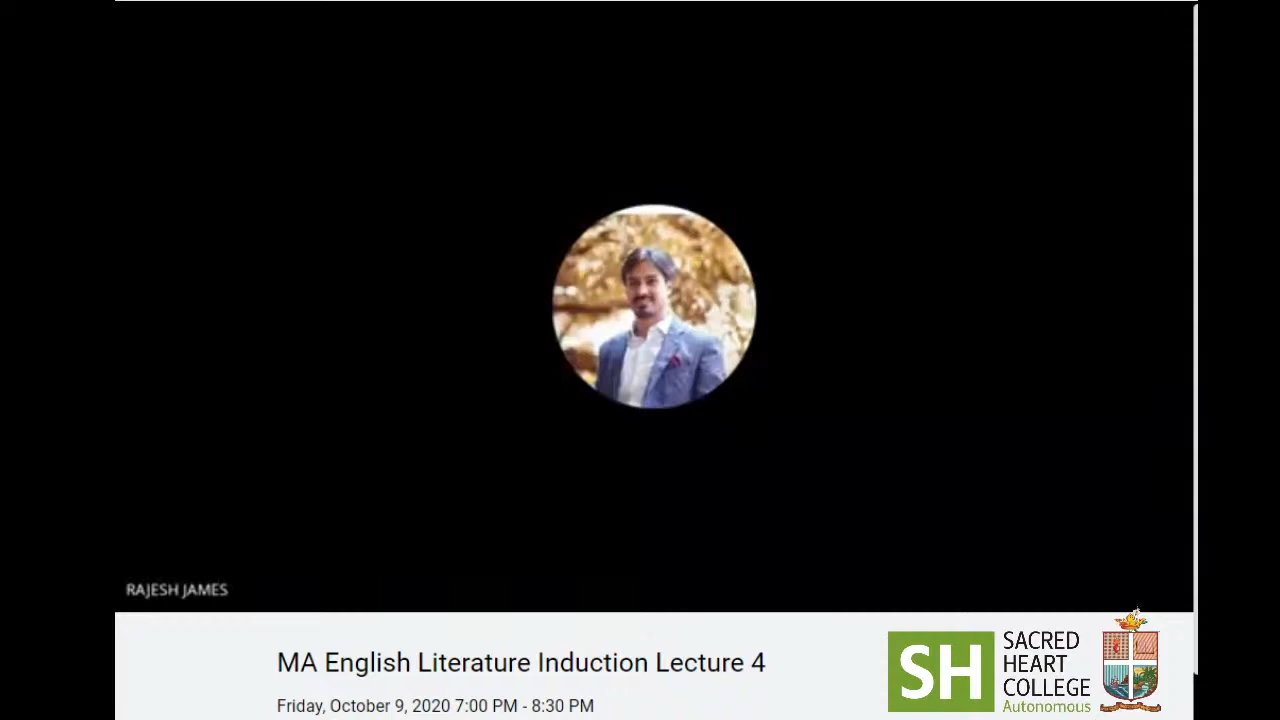 RAJESH JAMES
MA English Literature Induction Lecture 4
Friday, October 9, 2020 7:00 PM - 8:30 PM
SH
SACRED
HEART
COLLEGE
Autonomous